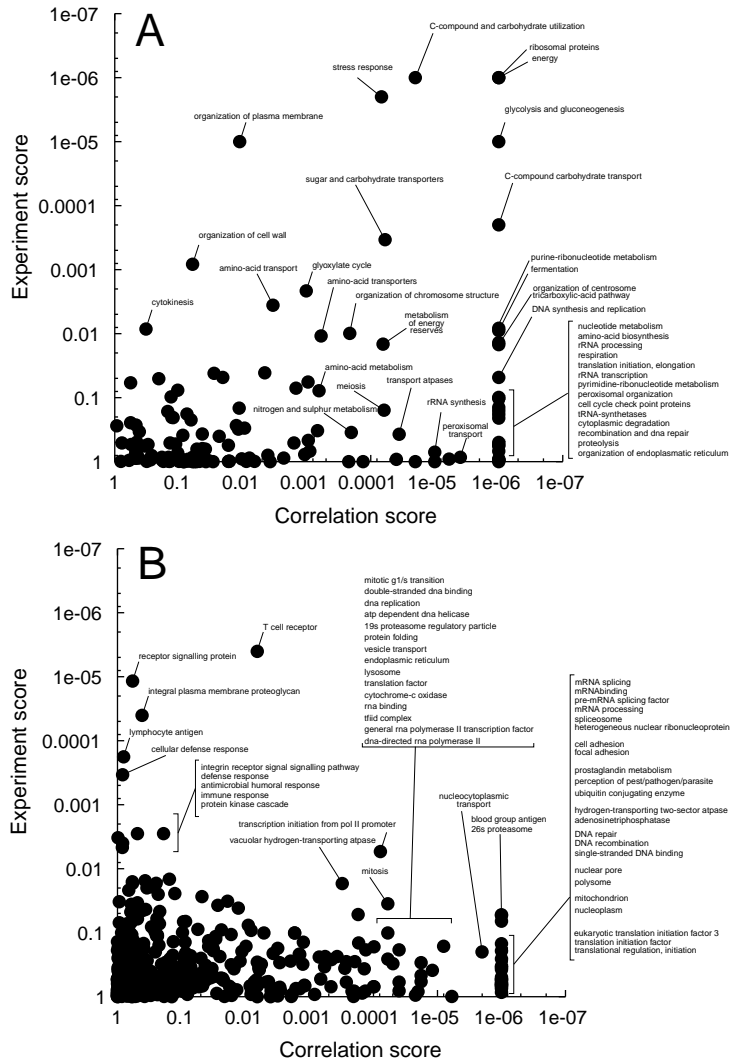 A
1e-07
1e-06
1e-05
0.0001
0.001
0.01
0.1
1
Experiment score
C-compound and carbohydrate utilization
ribosomal proteins
energy
stress response
glycolysis and gluconeogenesis
organization of plasma membrane
sugar and carbohydrate transporters
C-compound carbohydrate transport
organization of cell wall
amino-acid transport
glyoxylate cycle
amino-acid transporters
organization of chromosome structure
cytokinesis
metabolism
of energy
reserves
purine-ribonucleotide metabolism
fermentation
organization of centrosome
tricarboxylic-acid pathway
DNA synthesis and replication
amino-acid metabolism
meiosis
transport atpases
nitrogen and sulphur metabolism
rRNA synthesis
peroxisomal
transport
nucleotide metabolism
amino-acid biosynthesis
rRNA processing
respiration
translation initiation, elongation
rRNA transcription
pyrimidine-ribonucleotide metabolism
peroxisomal organization
cell cycle check point proteins
tRNA-synthetases
cytoplasmic degradation
recombination and dna repair
proteolysis
organization of endoplasmatic reticulum
1 0.1 0.01 0.001 0.0001 1e-05 1e-06 1e-07
Correlation score
B
1e-07
1e-06
1e-05
0.0001
0.001
0.01
0.1
1
Experiment score
T cell receptor
receptor signalling protein
integral plasma membrane proteoglycan
lymphocyte antigen
cellular defense response
integrin receptor signal signalling pathway
defense response
antimicrobial humoral response
immune response
protein kinase cascade
transcription initiation from pol II promoter
vacuolar hydrogen-transporting atpase
mitosis
mitotic g1/s transition
double-stranded dna binding
dna replication
atp dependent dna helicase
19s proteasome regulatory particle
protein folding
vesicle transport
endoplasmic reticulum
lysosome
translation factor
cytochrome-c oxidase
rna binding
tfiid complex
general rna polymerase II transcription factor
dna-directed rna polymerase II
nucleocytoplasmic
transport
blood group antigen
26s proteasome
mRNA splicing
mRNAbinding
pre-mRNA splicing factor
mRNA processing
spliceosome
heterogeneous nuclear ribonucleoprotein
cell adhesion
focal adhesion
prostaglandin metabolism
perception of pest/pathogen/parasite
ubiquitin conjugating enzyme
hydrogen-transporting two-sector atpase
adenosinetriphosphatase
DNA repair
DNA recombination
single-stranded DNA binding
nuclear pore
polysome
mitochondrion
nucleoplasm
eukaryotic translation initiation factor 3
translation initiation factor
translational regulation, initiation
1 0.1 0.01 0.001 0.0001 1e-05 1e-06 1e-07
Correlation score